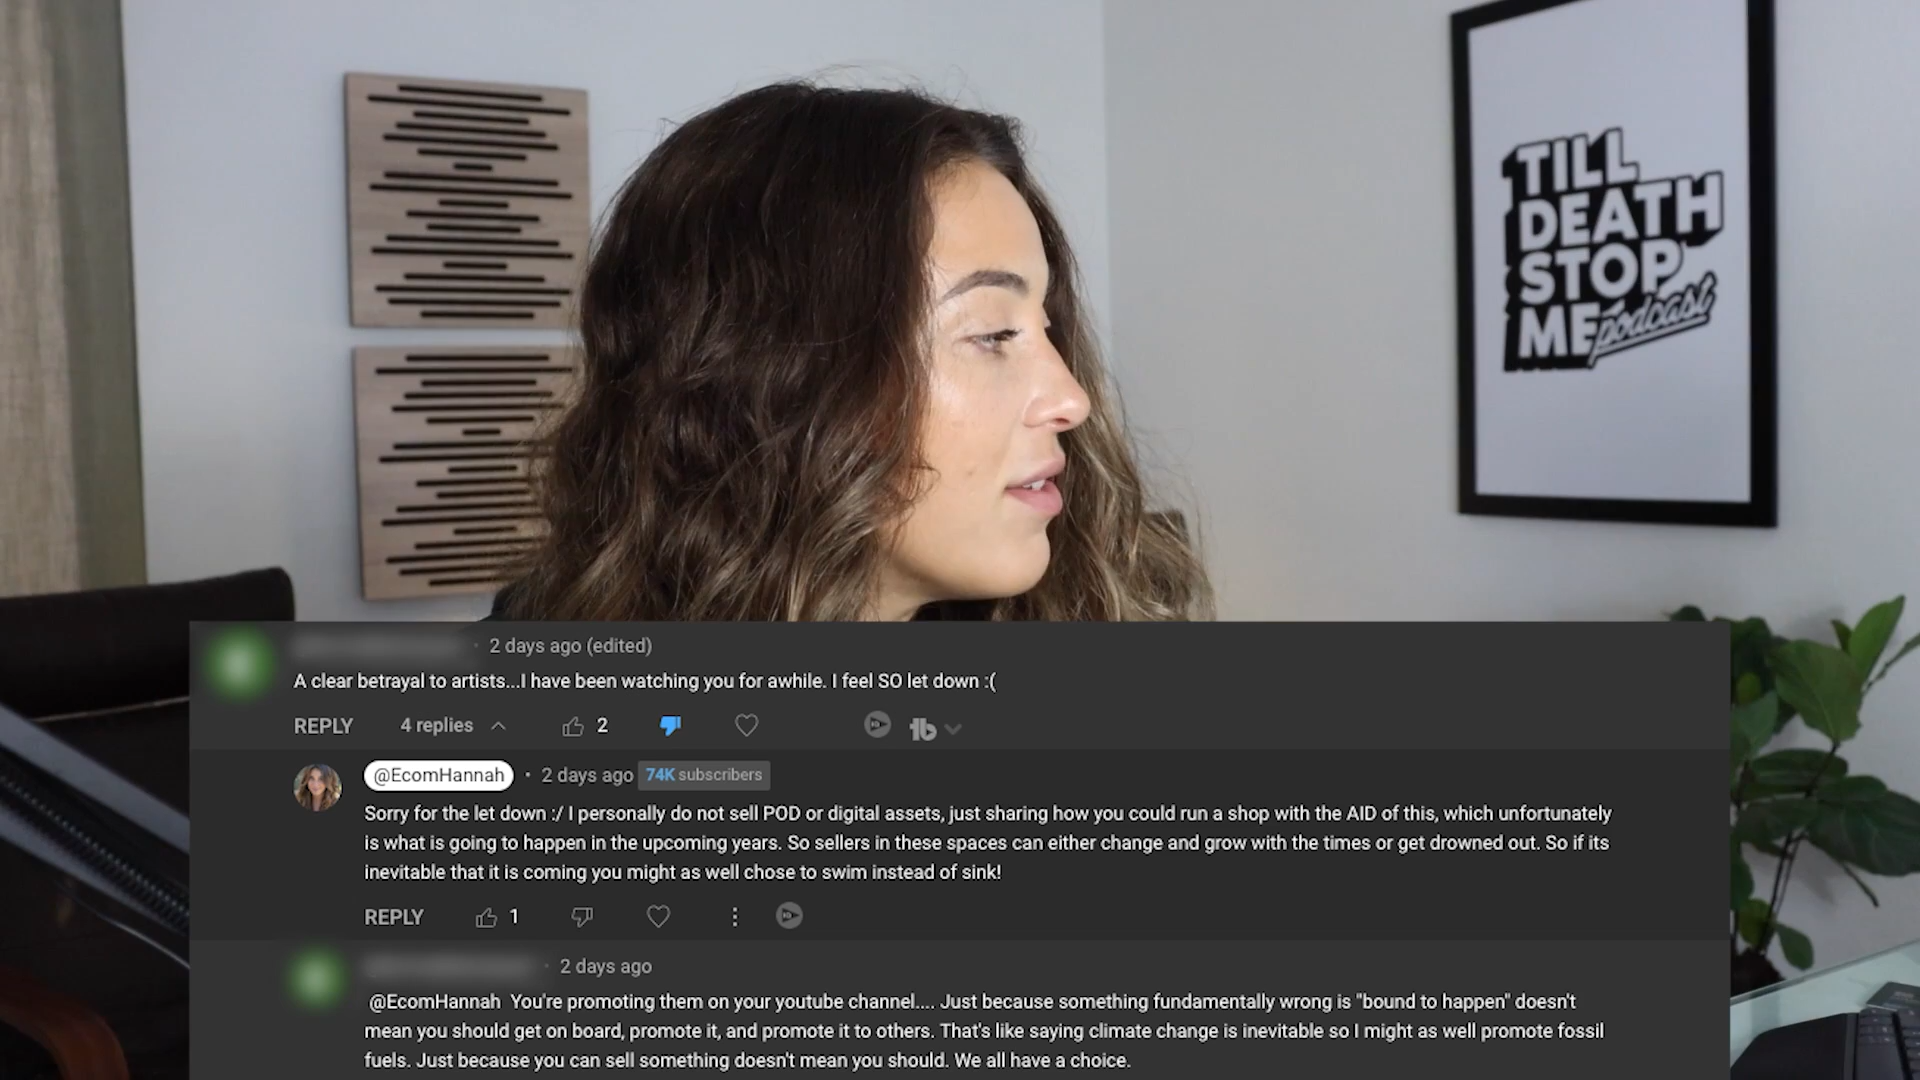 TILL
DEATH
STOP
ME podcast
2 days ago (edited)
A clear betrayal to artists...I have been watching you for awhile. I feel SO let down :(
REPLY 4 replies 2
@EcomHannah · 2 days ago 74K subscribers
Sorry for the let down :/ I personally do not sell POD or digital assets, just sharing how you could run a shop with the AID of this, which unfortunately
is what is going to happen in the upcoming years. So sellers in these spaces can either change and grow with the times or get drowned out. So if its
inevitable that it is coming you might as well chose to swim instead of sink!
REPLY 1
2 days ago
@EcomHannah You're promoting them on your youtube channel.... Just because something fundamentally wrong is "bound to happen" doesn't
mean you should get on board, promote it, and promote it to others. That's like saying climate change is inevitable so I might as well promote fossil
fuels. Just because you can sell something doesn't mean you should. We all have a choice.